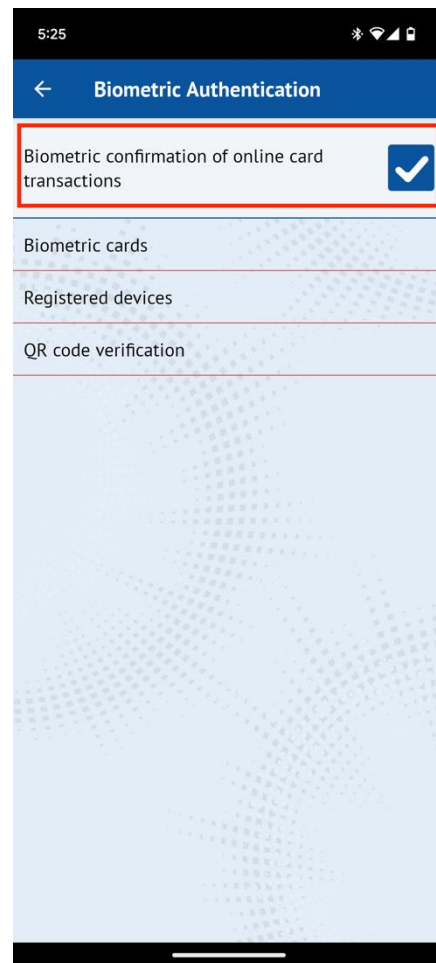 5:25
Biometric Authentication
Biometric confirmation of online card
transactions
Biometric cards
Registered devices
QR code verification